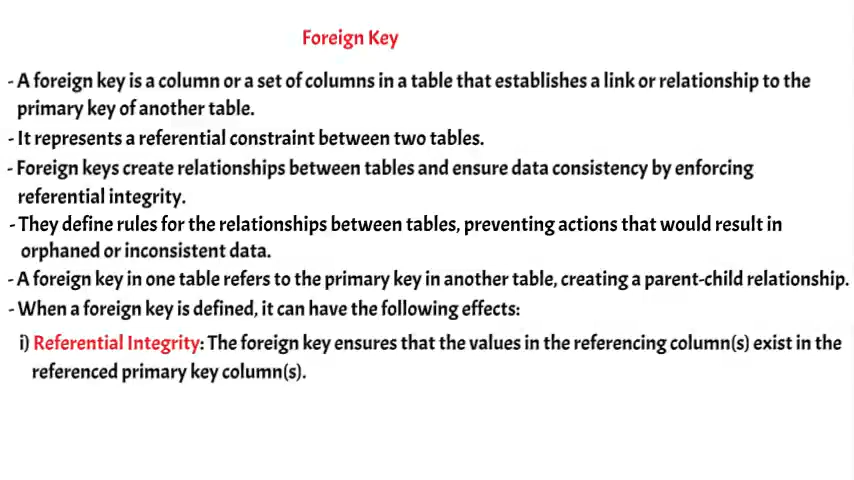 Foreign Key
- A foreign key is a column or a set of columns in a table that establishes a link or relationship to the
primary key of another table.
- It represents a referential constraint between two tables.
- Foreign keys create relationships between tables and ensure data consistency by enforcing
referential integrity.
- They define rules for the relationships between tables, preventing actions that would result in
orphaned or inconsistent data.
- A foreign key in one table refers to the primary key in another table, creating a parent-child relationship.
- When a foreign key is defined, it can have the following effects:
i) Referential Integrity: The foreign key ensures that the values in the referencing column(s) exist in the
referenced primary key column(s).